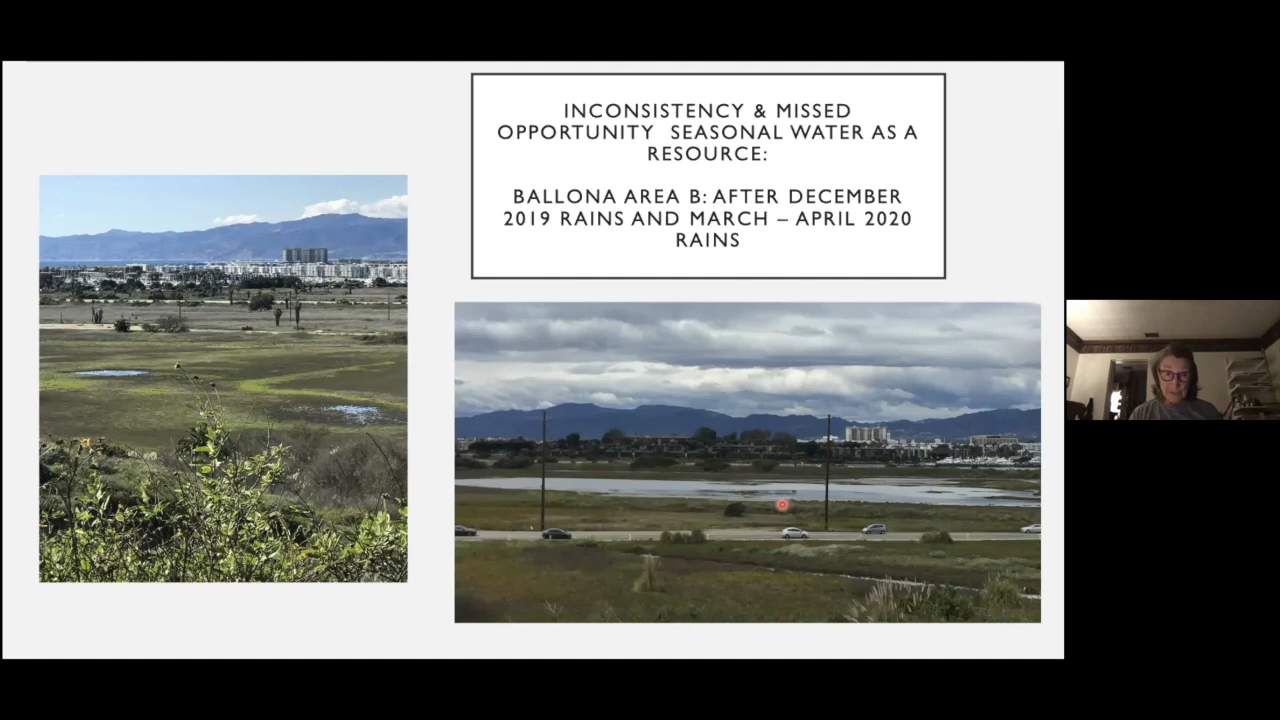 INCONSISTENCY & MISSED
OPPORTUNITY SEASONAL WATER AS A
RESOURCE:
BALLONA AREA B: AFTER DECEMBER
2019 RAINS AND MARCH – APRIL 2020
RAINS